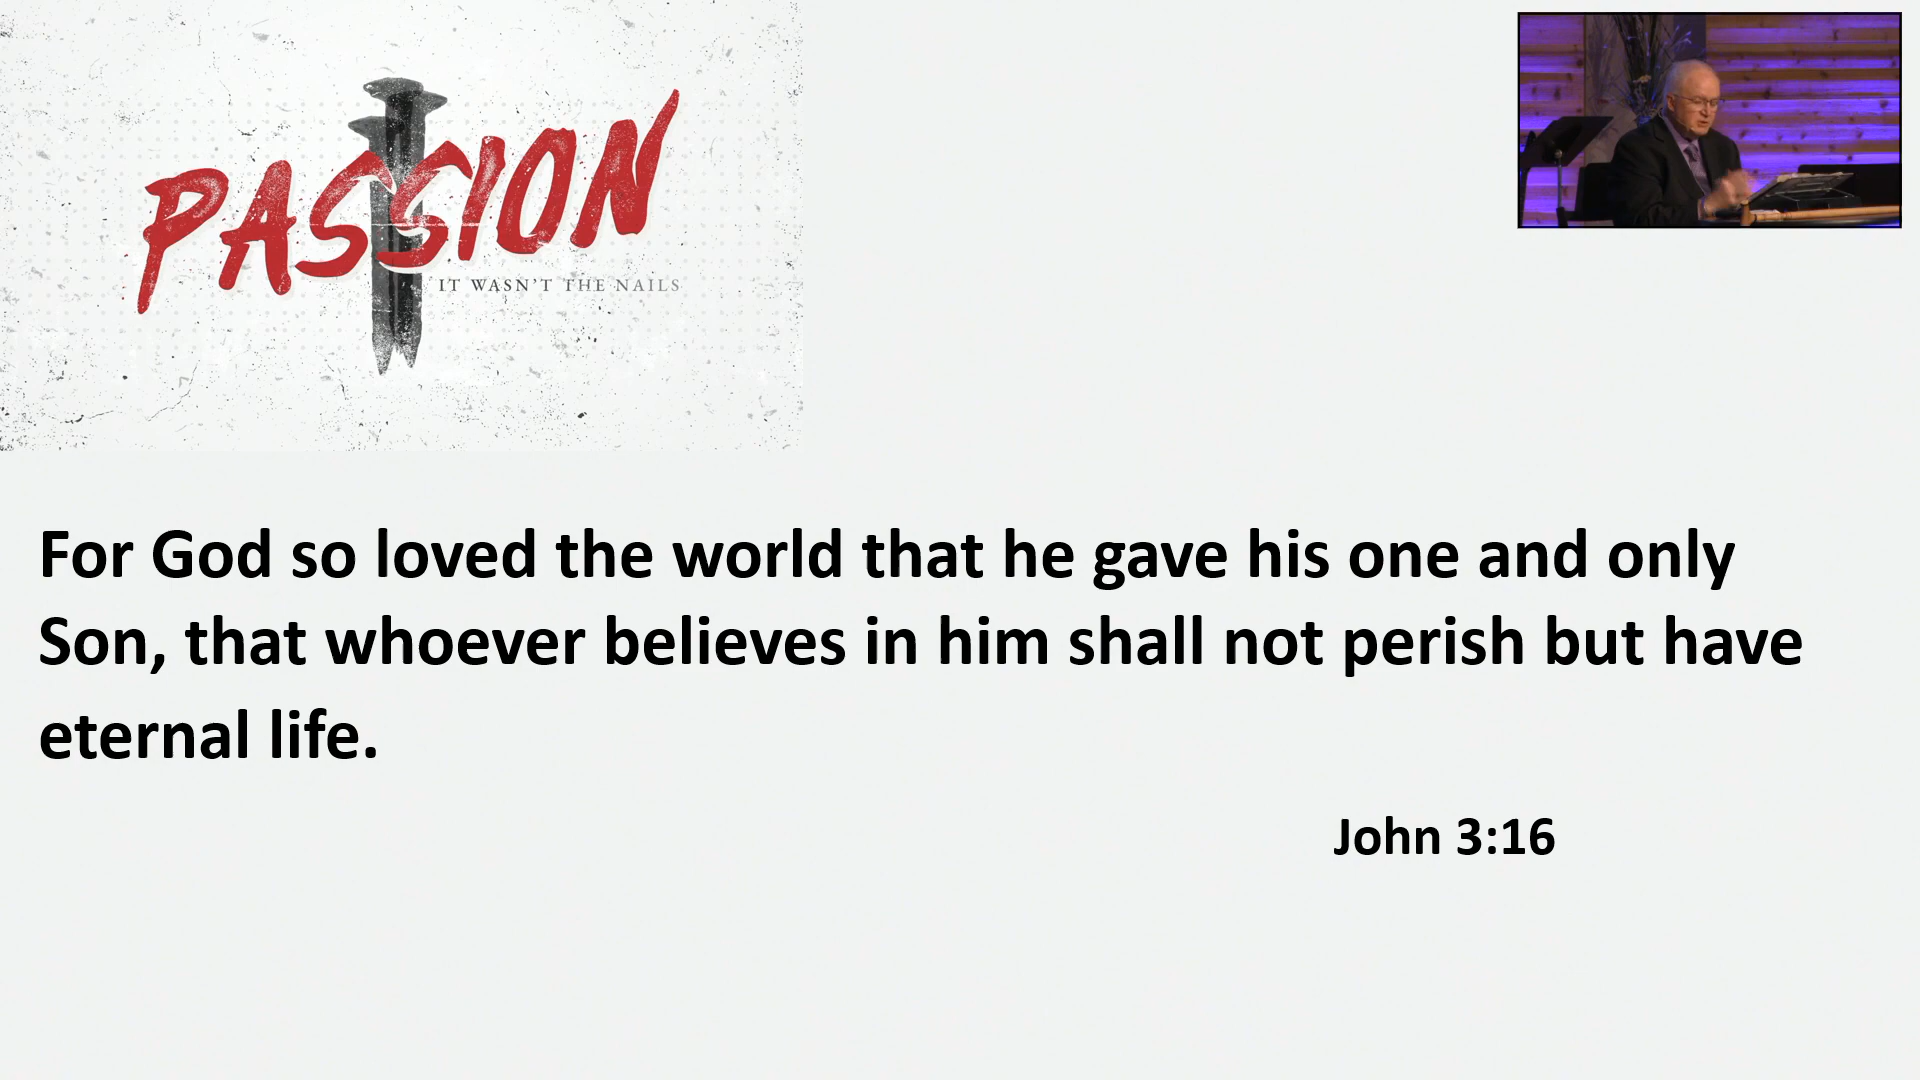 PASSION
IT WASN'T THE NAILS
For God so loved the world that he gave his one and only
Son, that whoever believes in him shall not perish but have
eternal life.
John 3:16